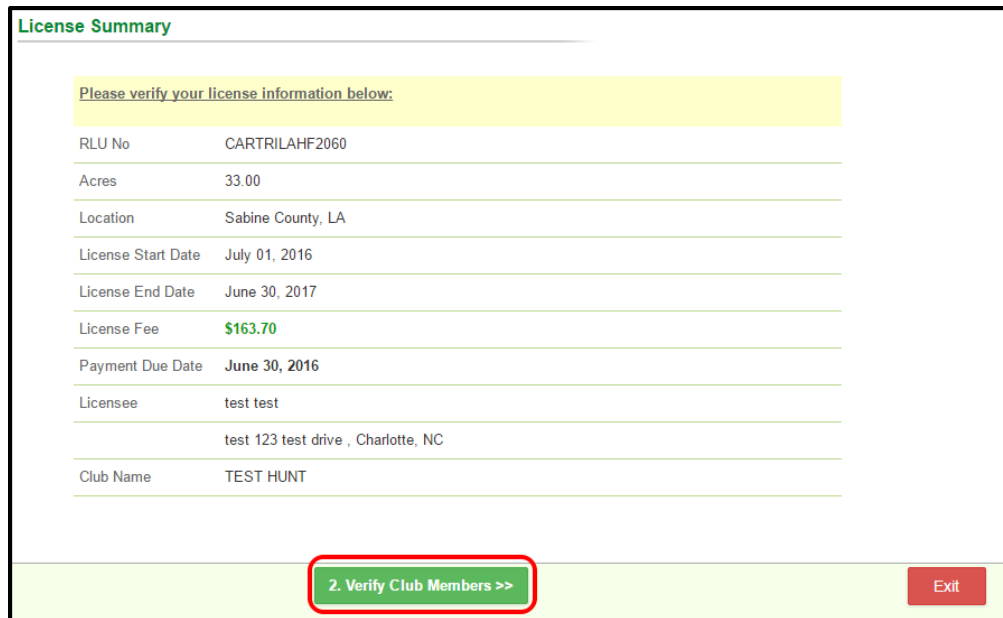 License Summary
Please verify your license information below:
RLU No CARTRILAHF2060
Acres 33.00
Location Sabine County, LA
License Start Date July 01, 2016
License End Date June 30, 2017
License Fee $163.70
Payment Due Date June 30, 2016
Licensee test test
test 123 test drive , Charlotte, NC
Club Name TEST HUNT
2. Verify Club Members >> Exit